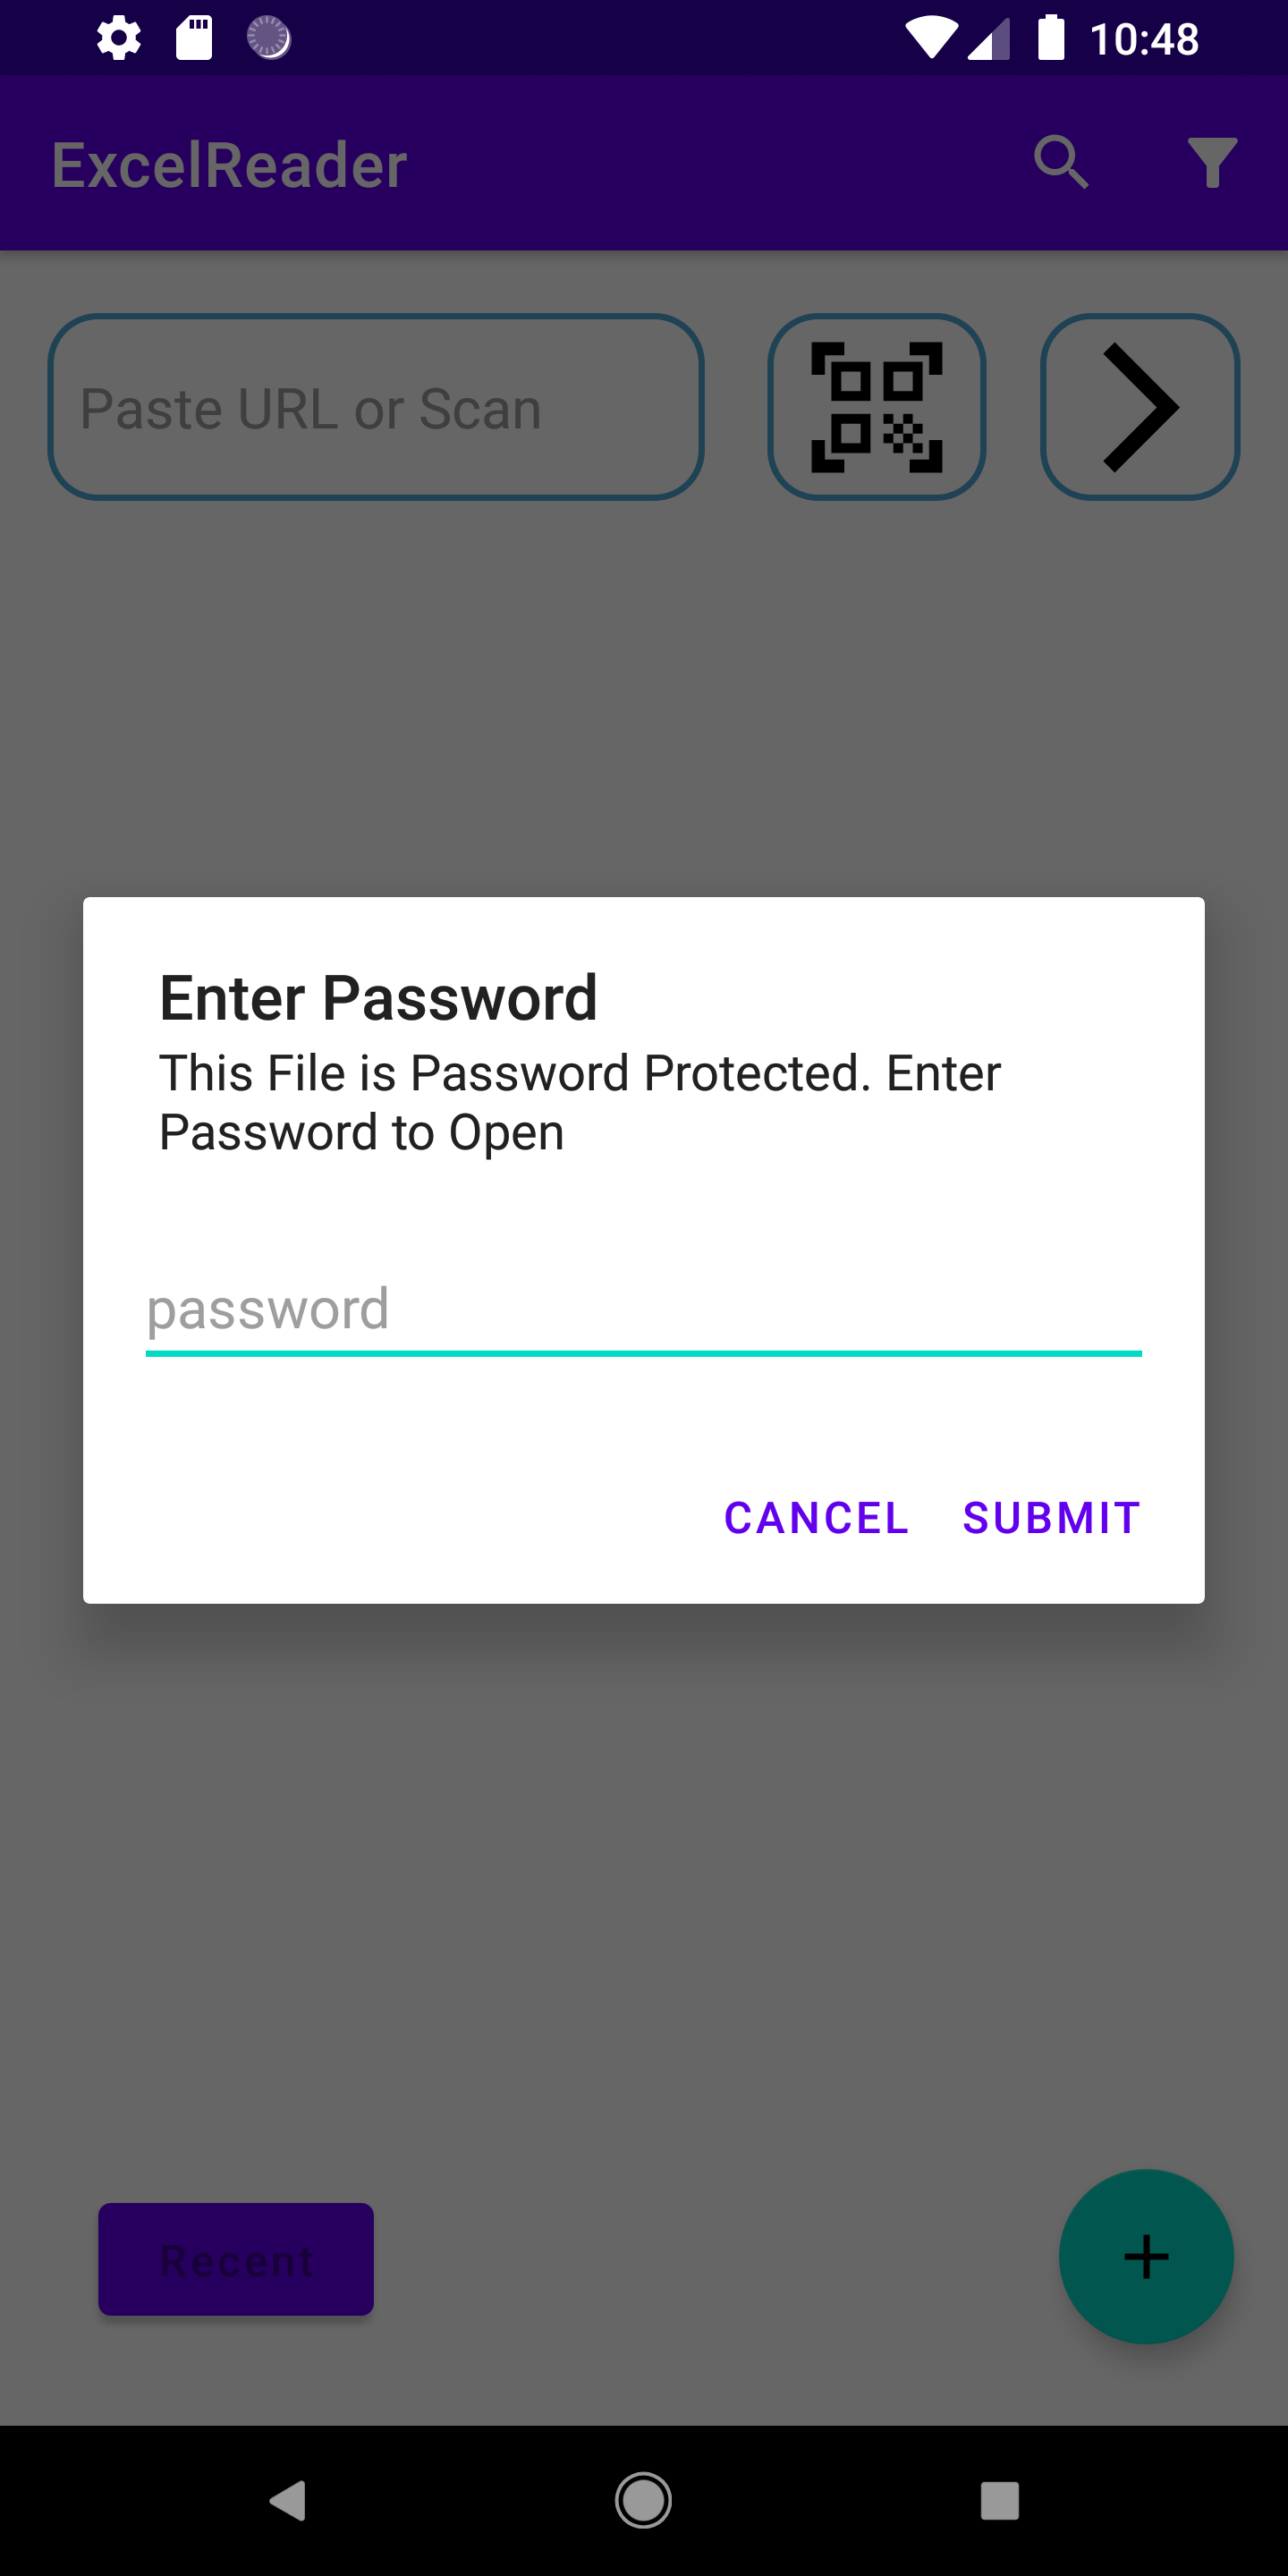 10:48
ExcelReader
Paste URL or Scan
Enter Password
This File is Password Protected. Enter
Password to Open
password
CANCEL SUBMIT
Recent